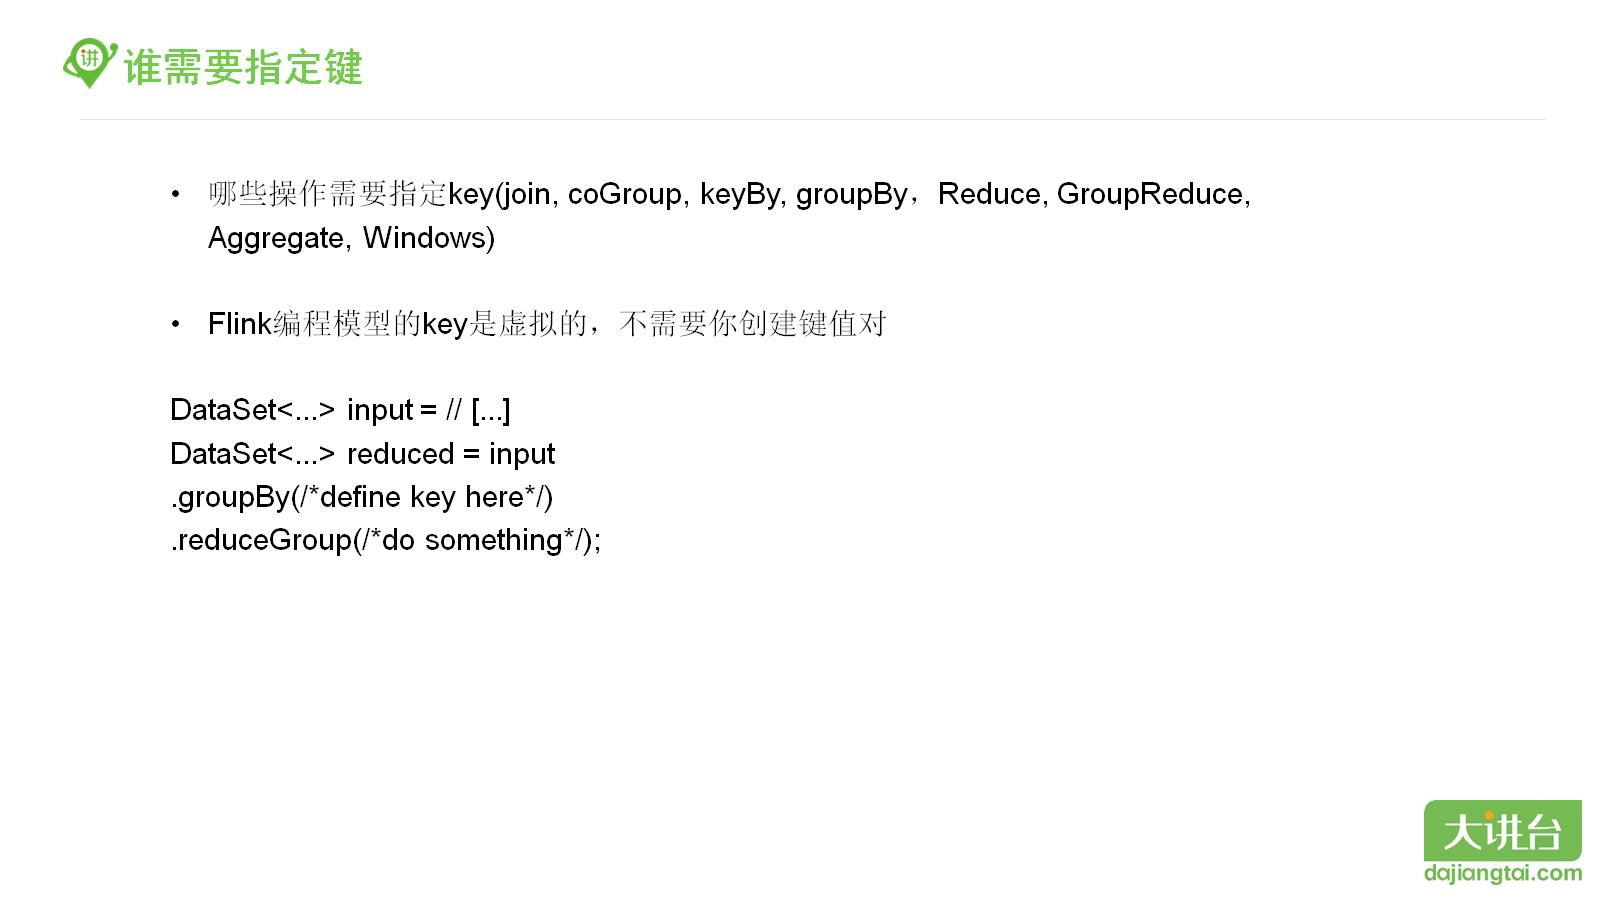 讲
谁需要指定键
• 哪些操作需要指定key(join, coGroup, keyBy, groupBy，Reduce, GroupReduce,
Aggregate, Windows)
• Flink编程模型的key是虚拟的，不需要你创建键值对
DataSet<...> input = // [...]
DataSet<...> reduced = input
.groupBy(/*define key here*/)
.reduceGroup(/*do something*/);
大讲台
dajiangtai.com